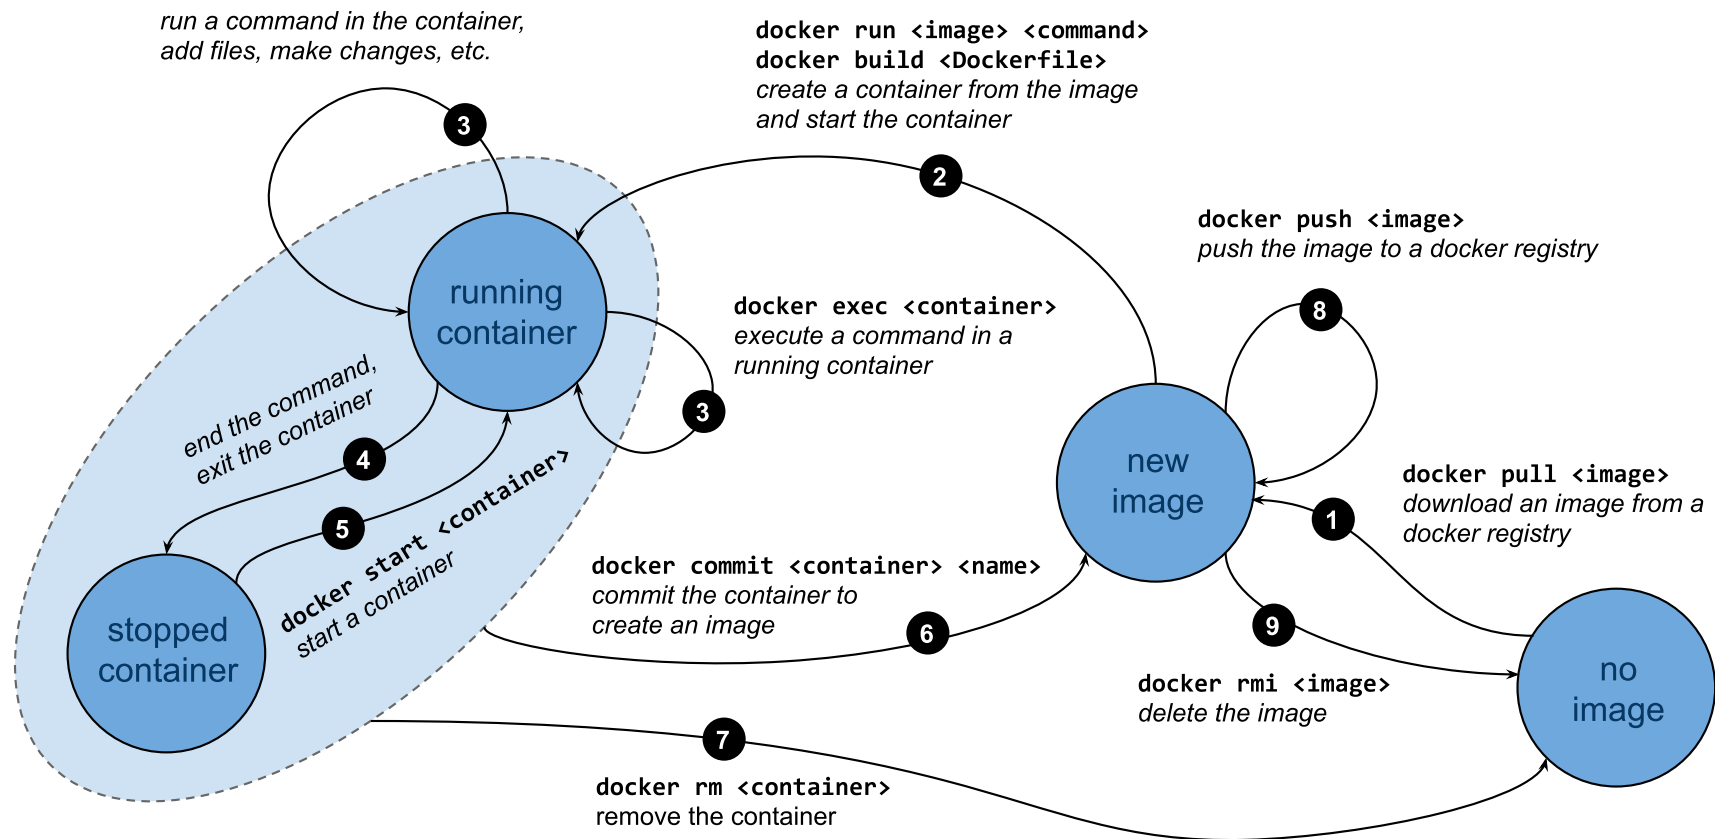 run a command in the container,
add files, make changes, etc.
docker run <image> <command>
docker build <Dockerfile>
create a container from the image
and start the container
3
2
docker push <image>
push the image to a docker registry
running
container
docker exec <container>
execute a command in a
running container
8
3
end the command,
exit the container
4
new
image
docker pull <image>
download an image from a
docker registry
1
5
docker start <container>
start a container
docker commit <container> <name>
commit the container to
create an image
6
9
stopped
container
docker rmi <image>
delete the image
no
image
7
docker rm <container>
remove the container